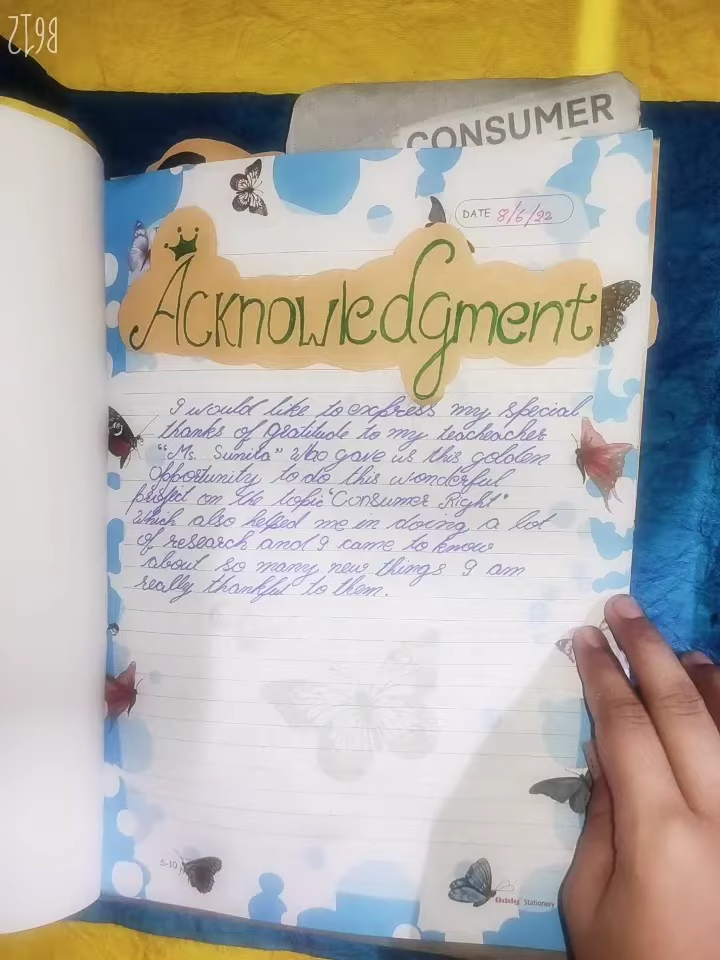 B612
CONSUMER
DATE 8/6/22
Acknowledgment
I would like to express my special
thanks of gratitude to my teacheacher
"Ms. Sunita" Who gave us this golden
opportunity to do this wonderful
project on the topic "Consumer Right"
Which also helped me in doing a lot
of research and I came to know
about so many new things I am
really thankful to them.
Oddy Stationery